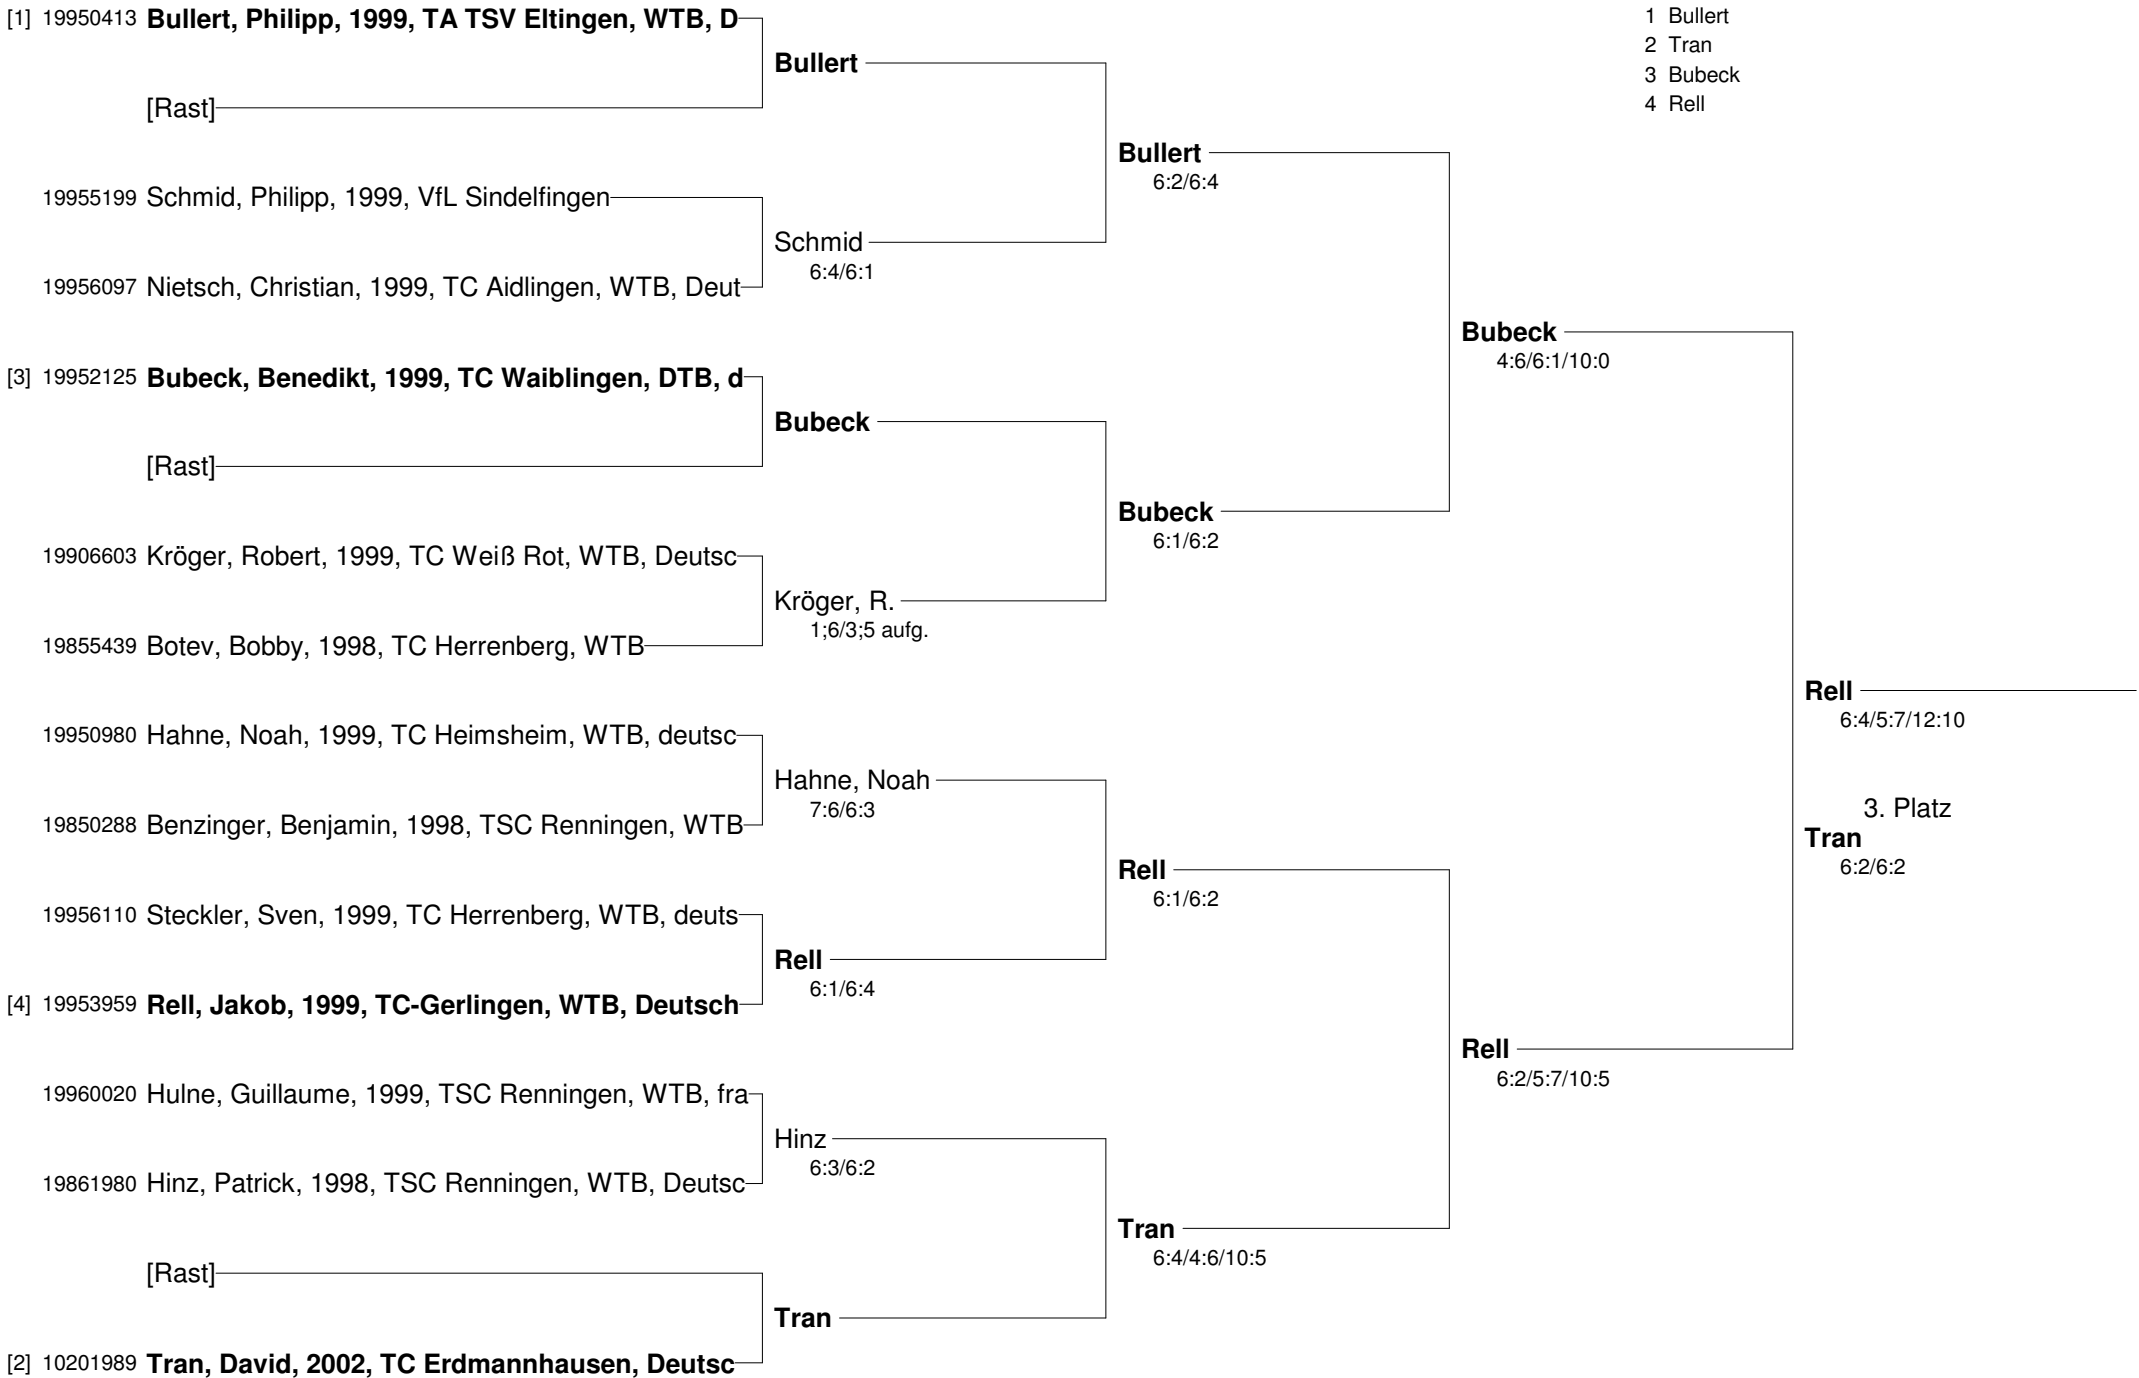 [1] 19950413 Bullert, Philipp, 1999, TA TSV Eltingen, WTB, D
[Rast]
19955199 Schmid, Philipp, 1999, VfL Sindelfingen
19956097 Nietsch, Christian, 1999, TC Aidlingen, WTB, Deut
[3] 19952125 Bubeck, Benedikt, 1999, TC Waiblingen, DTB, d
[Rast]
19906603 Kröger, Robert, 1999, TC Weiß Rot, WTB, Deutsc
19855439 Botev, Bobby, 1998, TC Herrenberg, WTB
19950980 Hahne, Noah, 1999, TC Heimsheim, WTB, deutsc
19850288 Benzinger, Benjamin, 1998, TSC Renningen, WTB
19956110 Steckler, Sven, 1999, TC Herrenberg, WTB, deuts
[4] 19953959 Rell, Jakob, 1999, TC-Gerlingen, WTB, Deutsch
19960020 Hulne, Guillaume, 1999, TSC Renningen, WTB, fra
19861980 Hinz, Patrick, 1998, TSC Renningen, WTB, Deutsc
[Rast]
[2] 10201989 Tran, David, 2002, TC Erdmannhausen, Deutsc
Bullert
Schmid
6:4/6:1
Bubeck
Kröger, R.
1;6/3;5 aufg.
Hahne, Noah
7:6/6:3
Rell
6:1/6:4
Hinz
6:3/6:2
Tran
Bullert
6:2/6:4
Bubeck
6:1/6:2
Rell
6:1/6:2
Tran
6:4/4:6/10:5
Bubeck
4:6/6:1/10:0
Rell
6:2/5:7/10:5
Rell
6:4/5:7/12:10
3. Platz
Tran
6:2/6:2
1 Bullert
2 Tran
3 Bubeck
4 Rell